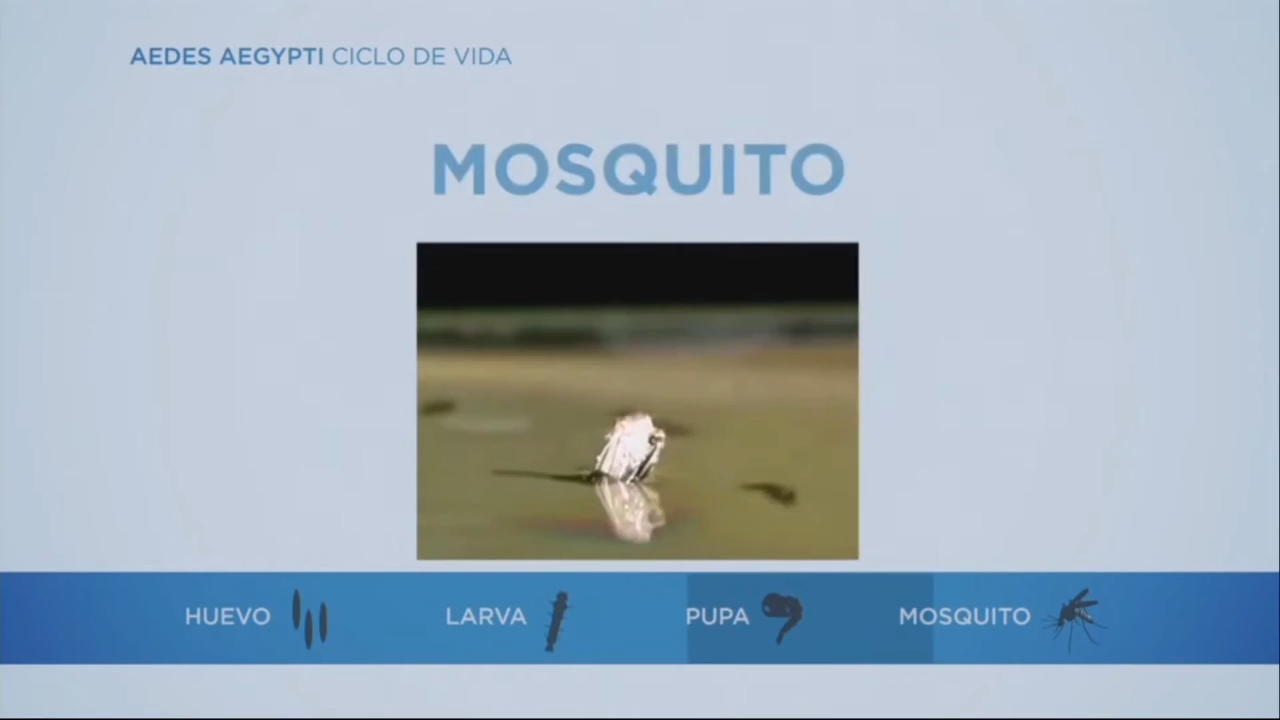 AEDES AEGYPTI CICLO DE VIDA
MOSQUITO
HUEVO LARVA PUPA MOSQUITO